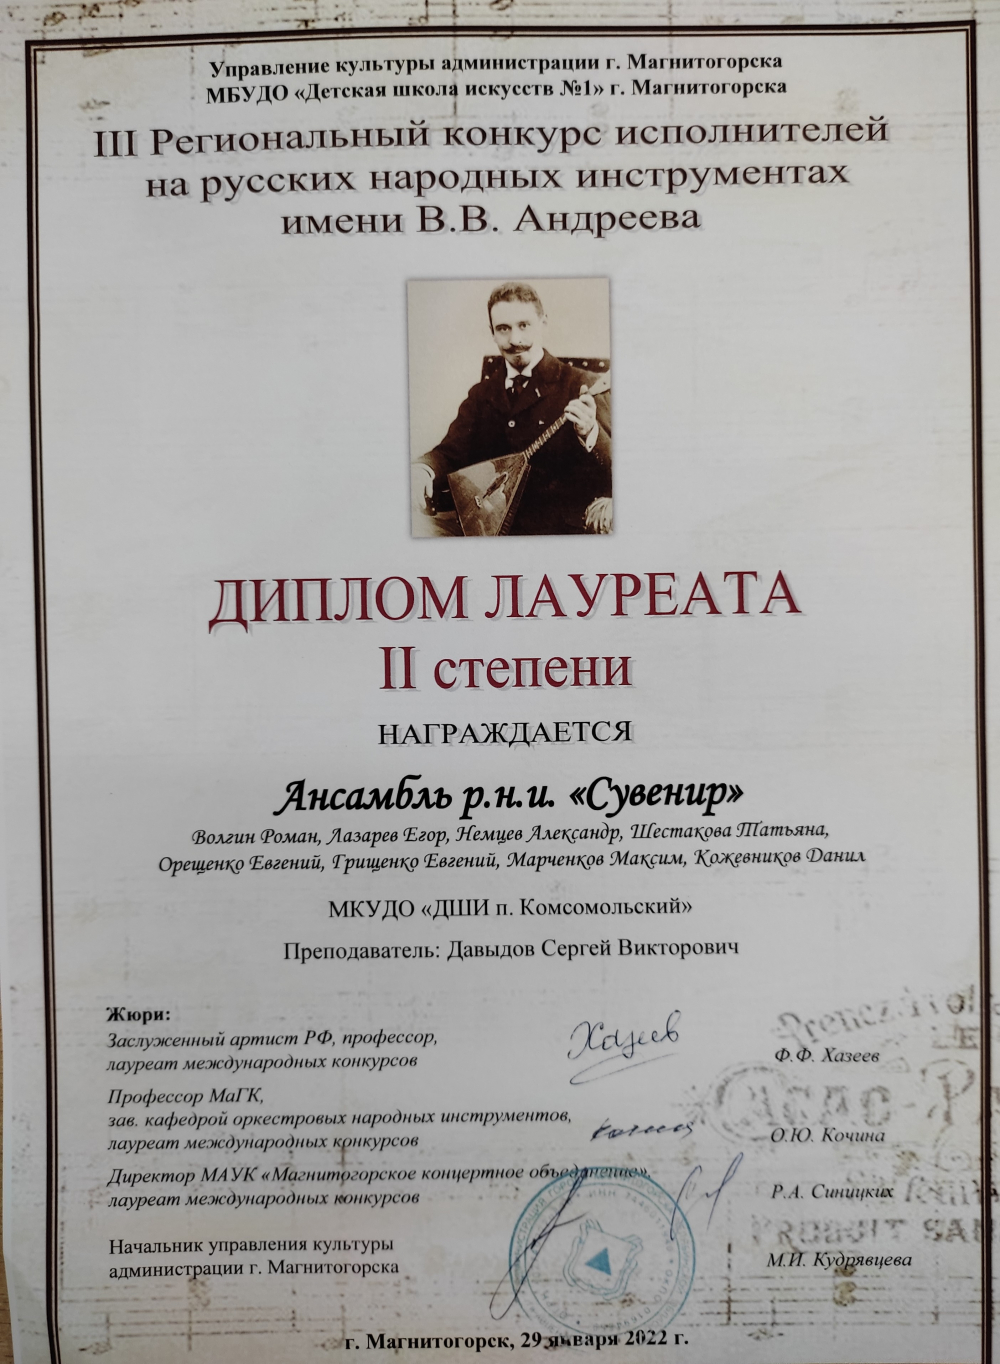 Управление культуры администрации г. Магнитогорска
МБУДО «Детская школа искусств №1» г. Магнитогорска
III Региональный конкурс исполнителей
на русских народных инструментах
имени В.В. Андреева
ДИПЛОМ ЛАУРЕАТА
II степени
НАГРАЖДАЕТСЯ
Ансамбль р.н.и. «Сувенир»
Волгин Роман, Лазарев Егор, Немцев Александр, Шестакова Татьяна,
Орещенко Евгений, Грищенко Евгений, Марченков Максим, Кожевников Данил
МКУДО «ДШИ п. Комсомольский»
Преподаватель: Давыдов Сергей Викторович
Жюри:
Заслуженный артист РФ, профессор,
лауреат международных конкурсов
Хазеев
Ф.Ф. Хазеев
Профессор МаГК,
зав. кафедрой оркестровых народных инструментов,
лауреат международных конкурсов
О.Ю. Кочина
Директор МАУК «Магнитогорское концертное объединение»,
лауреат международных конкурсов
Р.А. Синицких
Начальник управления культуры
администрации г. Магнитогорска
М.И. Кудрявцева
г. Магнитогорск, 29 января 2022 г.